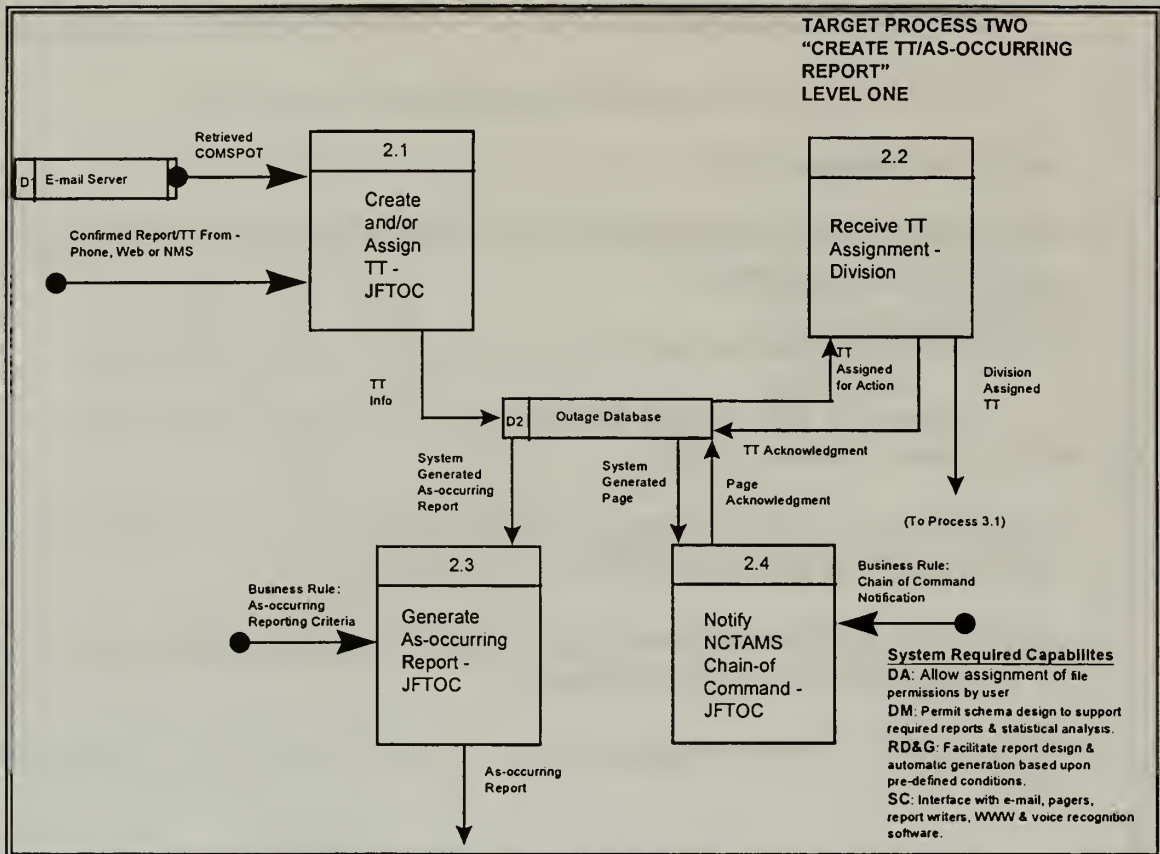 TARGET PROCESS TWO
“CREATE TT/AS-OCCURRING
REPORT”
LEVEL ONE
Retrieved
COMSPOT
D1
E-mail Server
Confirmed Report/TT From -
Phone, Web or NMS
2.1
Create
and/or
Assign
TT -
JFTOC
2.2
Receive TT
Assignment -
Division
TT
Info
TT
Assigned
for Action
Division
Assigned
TT
D2
Outage Database
TT Acknowledgment
System
Generated
As-occurring
Report
System
Generated
Page
Page
Acknowledgment
(To Process 3.1)
2.3
Generate
As-occurring
Report -
JFTOC
Business Rule:
As-occurring
Reporting Criteria
2.4
Notify
NCTAMS
Chain-of
Command -
JFTOC
Business Rule:
Chain of Command
Notification
As-occurring
Report
System Required Capabilites
DA: Allow assignment of file
permissions by user
DM: Permit schema design to support
required reports & statistical analysis.
RD&G: Facilitate report design &
automatic generation based upon
pre-defined conditions.
SC: Interface with e-mail, pagers,
report writers, WWW & voice recognition
software.